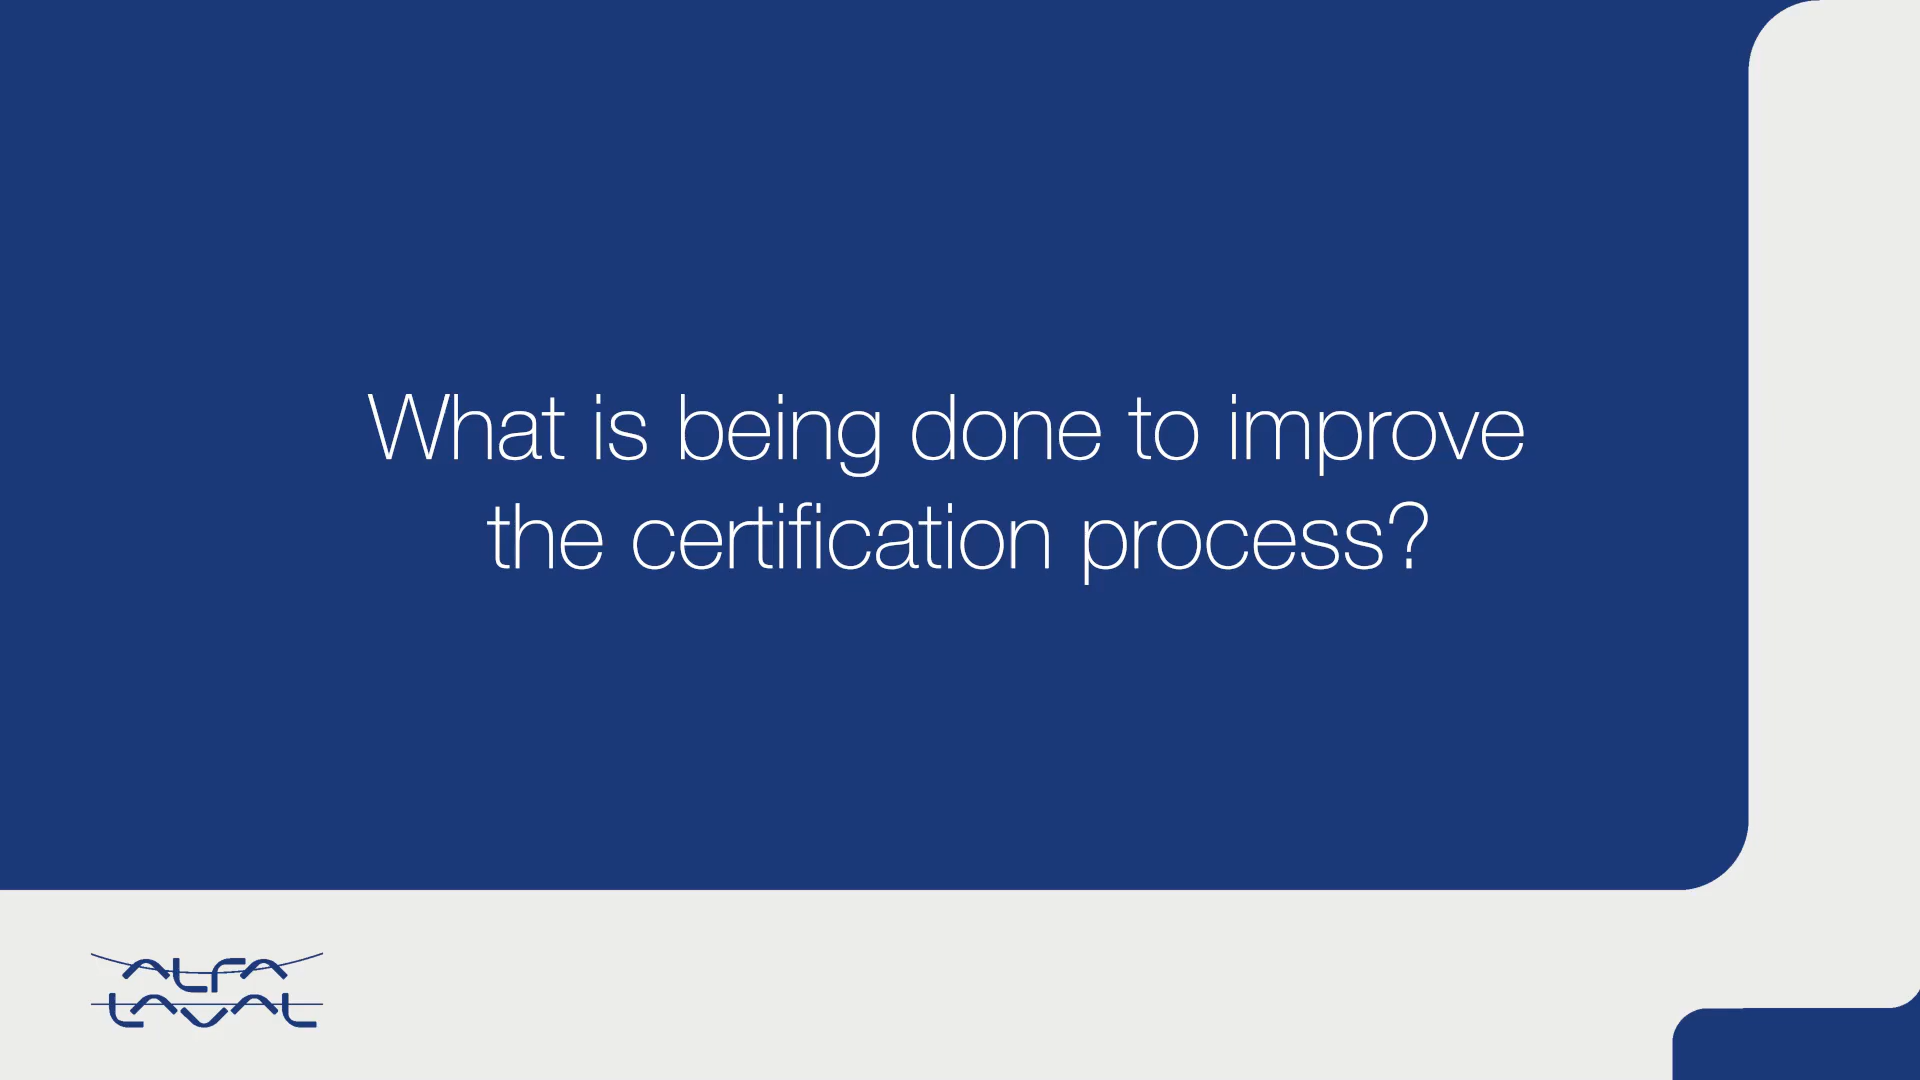 What is being done to improve
the certification process?
ALFA
LAVAL